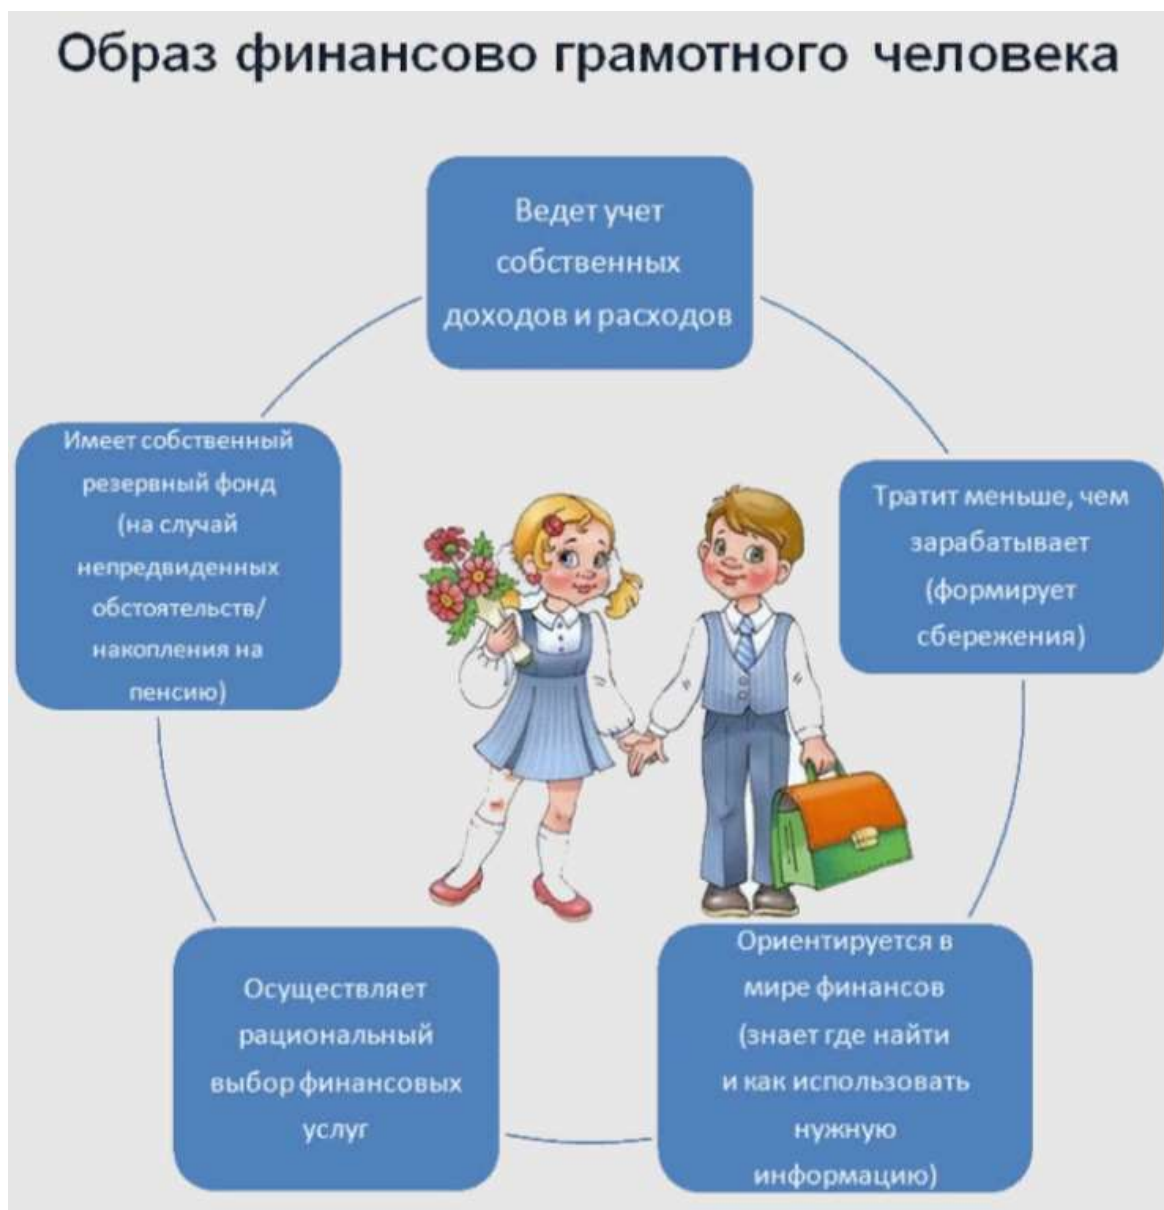 Образ финансово грамотного человека
Ведет учет
собственных
доходов и расходов
Тратит меньше, чем
зарабатывает
(формирует
сбережения)
Ориентируется в
мире финансов
(знает где найти
и как использовать
нужную
информацию)
Осуществляет
рациональный
выбор финансовых
услуг
Имеет собственный
резервный фонд
(на случай
непредвиденных
обстоятельств/
накопления на
пенсию)